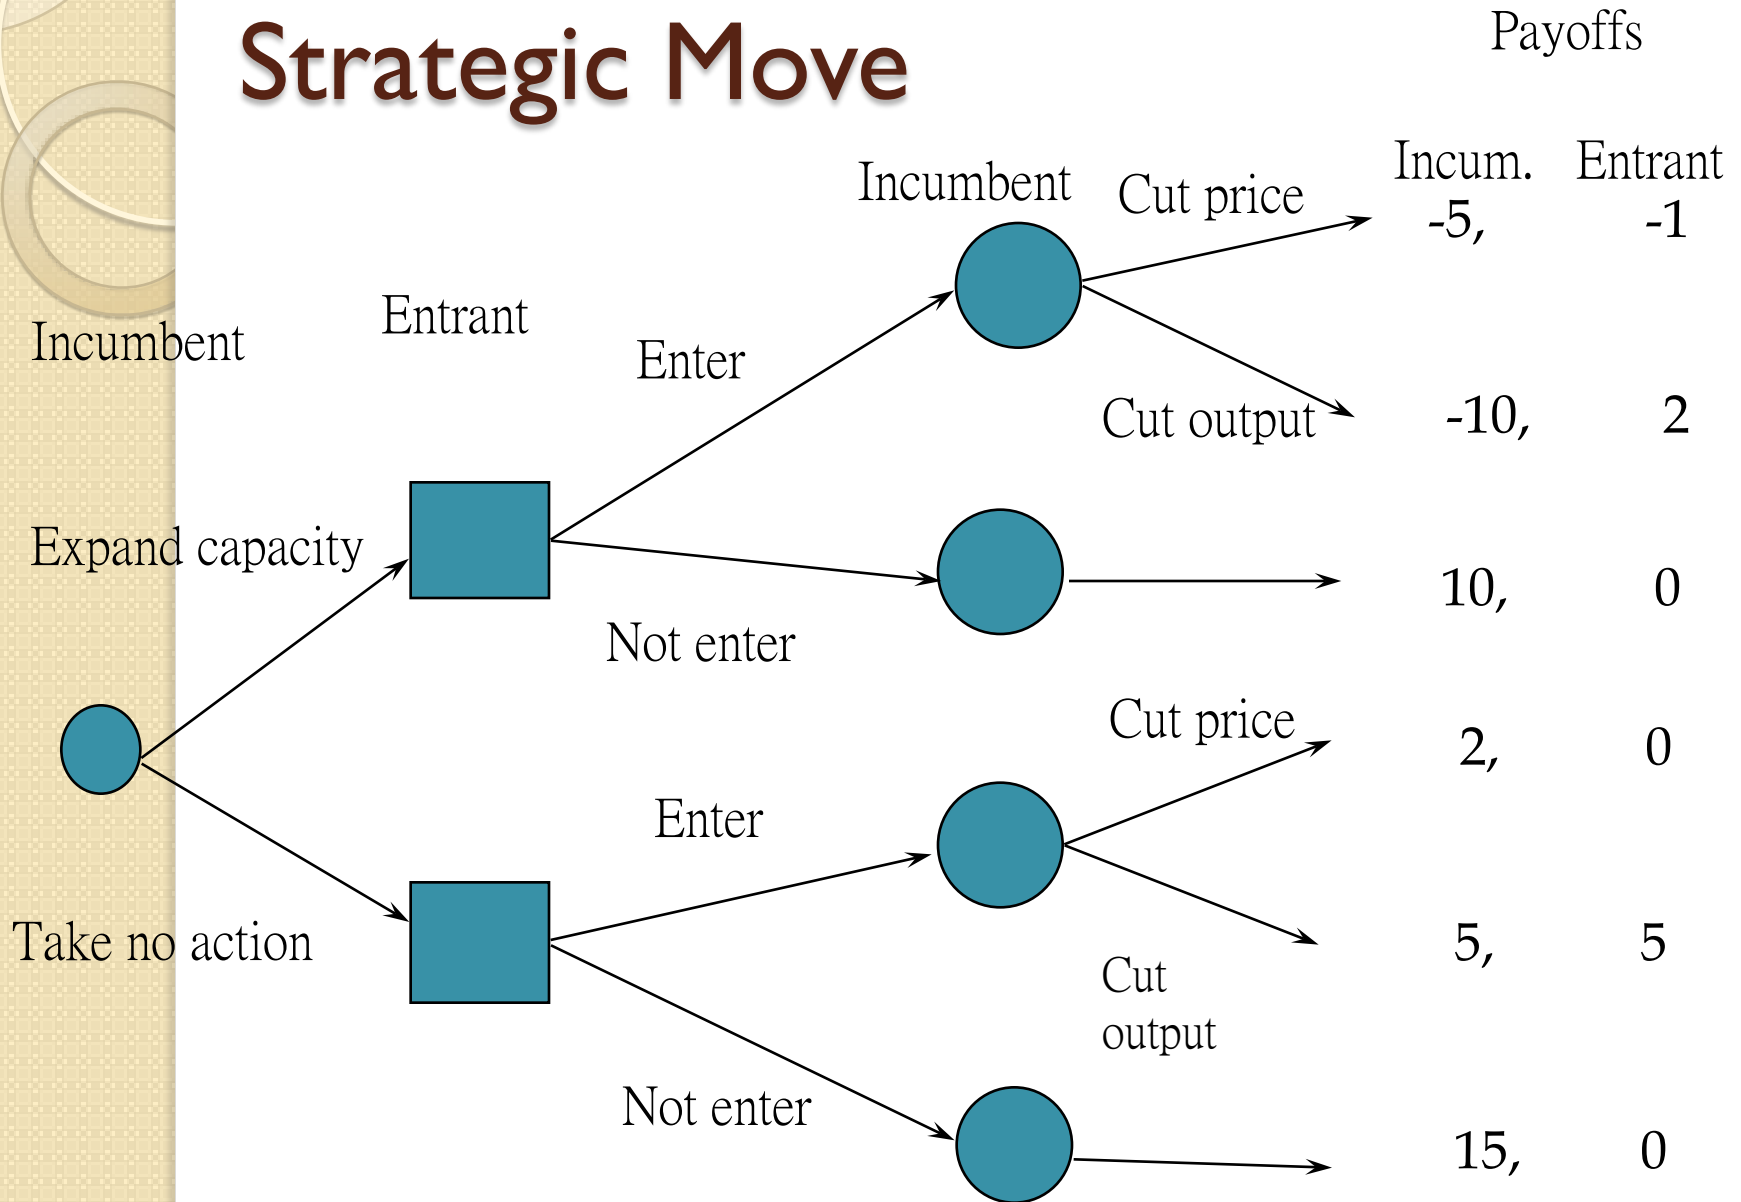 Strategic Move
Payoffs
Incum. Entrant
Incumbent
Cut price
-5, -1
Incumbent
Entrant
Enter
Cut output
-10, 2
Expand capacity
Not enter
10, 0
Cut price
2, 0
Enter
Take no action
5, 5
Cut
output
Not enter
15, 0